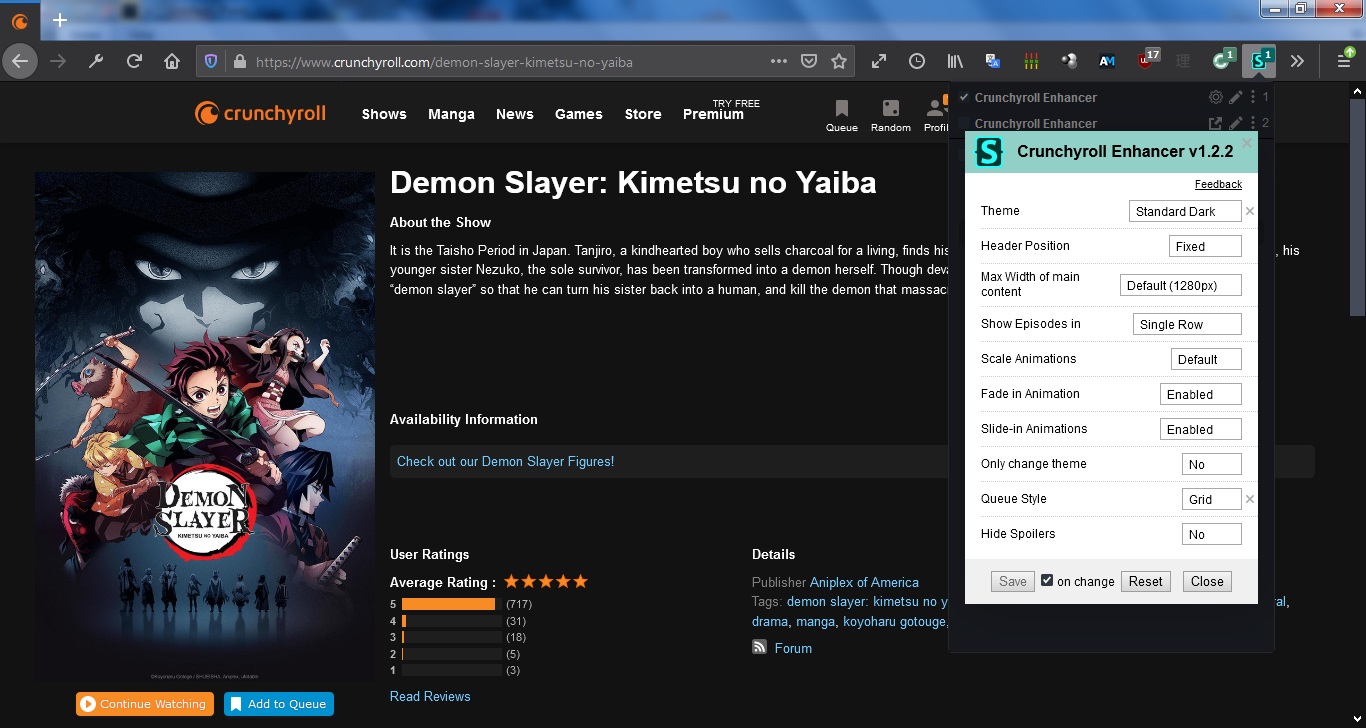 https://www.crunchyroll.com/demon-slayer-kimetsu-no-yaiba
AM
17
1
S
1
crunchyroll
Shows
Manga
News
Games
Store
TRY FREE
Premium
Queue
Random
Profil
Crunchyroll Enhancer
1
Crunchyroll Enhancer
2
S
Crunchyroll Enhancer v1.2.2
Feedback
Theme
Standard Dark
Header Position
Fixed
Max Width of main
content
Default (1280px)
Show Episodes in
Single Row
Scale Animations
Default
Fade in Animation
Enabled
Slide-in Animations
Enabled
Only change theme
No
Queue Style
Grid
Hide Spoilers
No
Save
on change
Reset
Close
Demon Slayer: Kimetsu no Yaiba
About the Show
It is the Taisho Period in Japan. Tanjiro, a kindhearted boy who sells charcoal for a living, finds his
, his
younger sister Nezuko, the sole survivor, has been transformed into a demon herself. Though deva
“demon slayer” so that he can turn his sister back into a human, and kill the demon that massac
Availability Information
Check out our Demon Slayer Figures!
DEMON
SLAYER
KIMETSU NO YAIBA
User Ratings
Average Rating :
5 (717)
4 (31)
3 (18)
2 (5)
1 (3)
Read Reviews
Details
Publisher Aniplex of America
Tags: demon slayer: kimetsu no y
ral,
drama, manga, koyoharu gotouge,
Forum
Continue Watching
Add to Queue